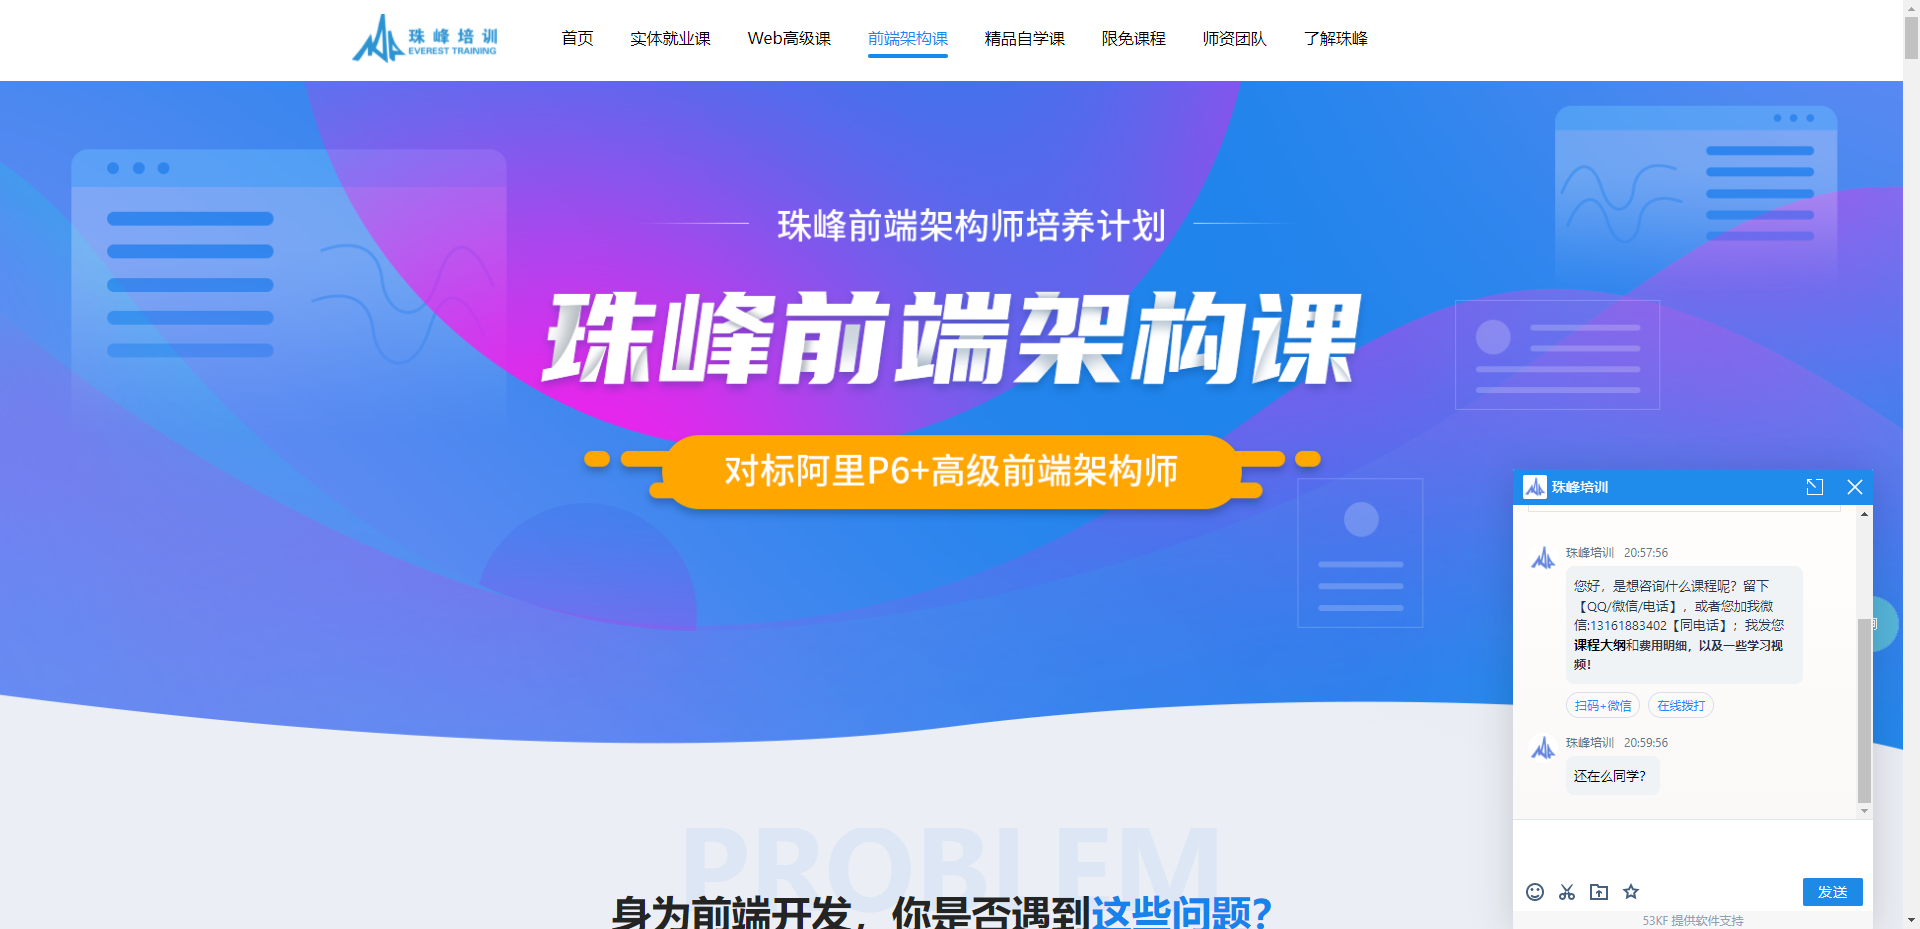 珠峰培训
EVEREST TRAINING
首页
实体就业课
Web高级课
前端架构课
精品自学课
限免课程
师资团队
了解珠峰
珠峰前端架构师培养计划
珠峰前端架构课
对标阿里P6+高级前端架构师
PROBLEM
身为前端开发，你是否遇到这些问题？
珠峰培训
珠峰培训 20:57:56
您好，是想咨询什么课程呢？留下
【QQ/微信/电话】，或者您加我微
信:13161883402【同电话】；我发您
课程大纲和费用明细，以及一些学习视
频！
扫码+微信
在线拨打
珠峰培训 20:59:56
还在么同学？
发送
53KF 提供软件支持